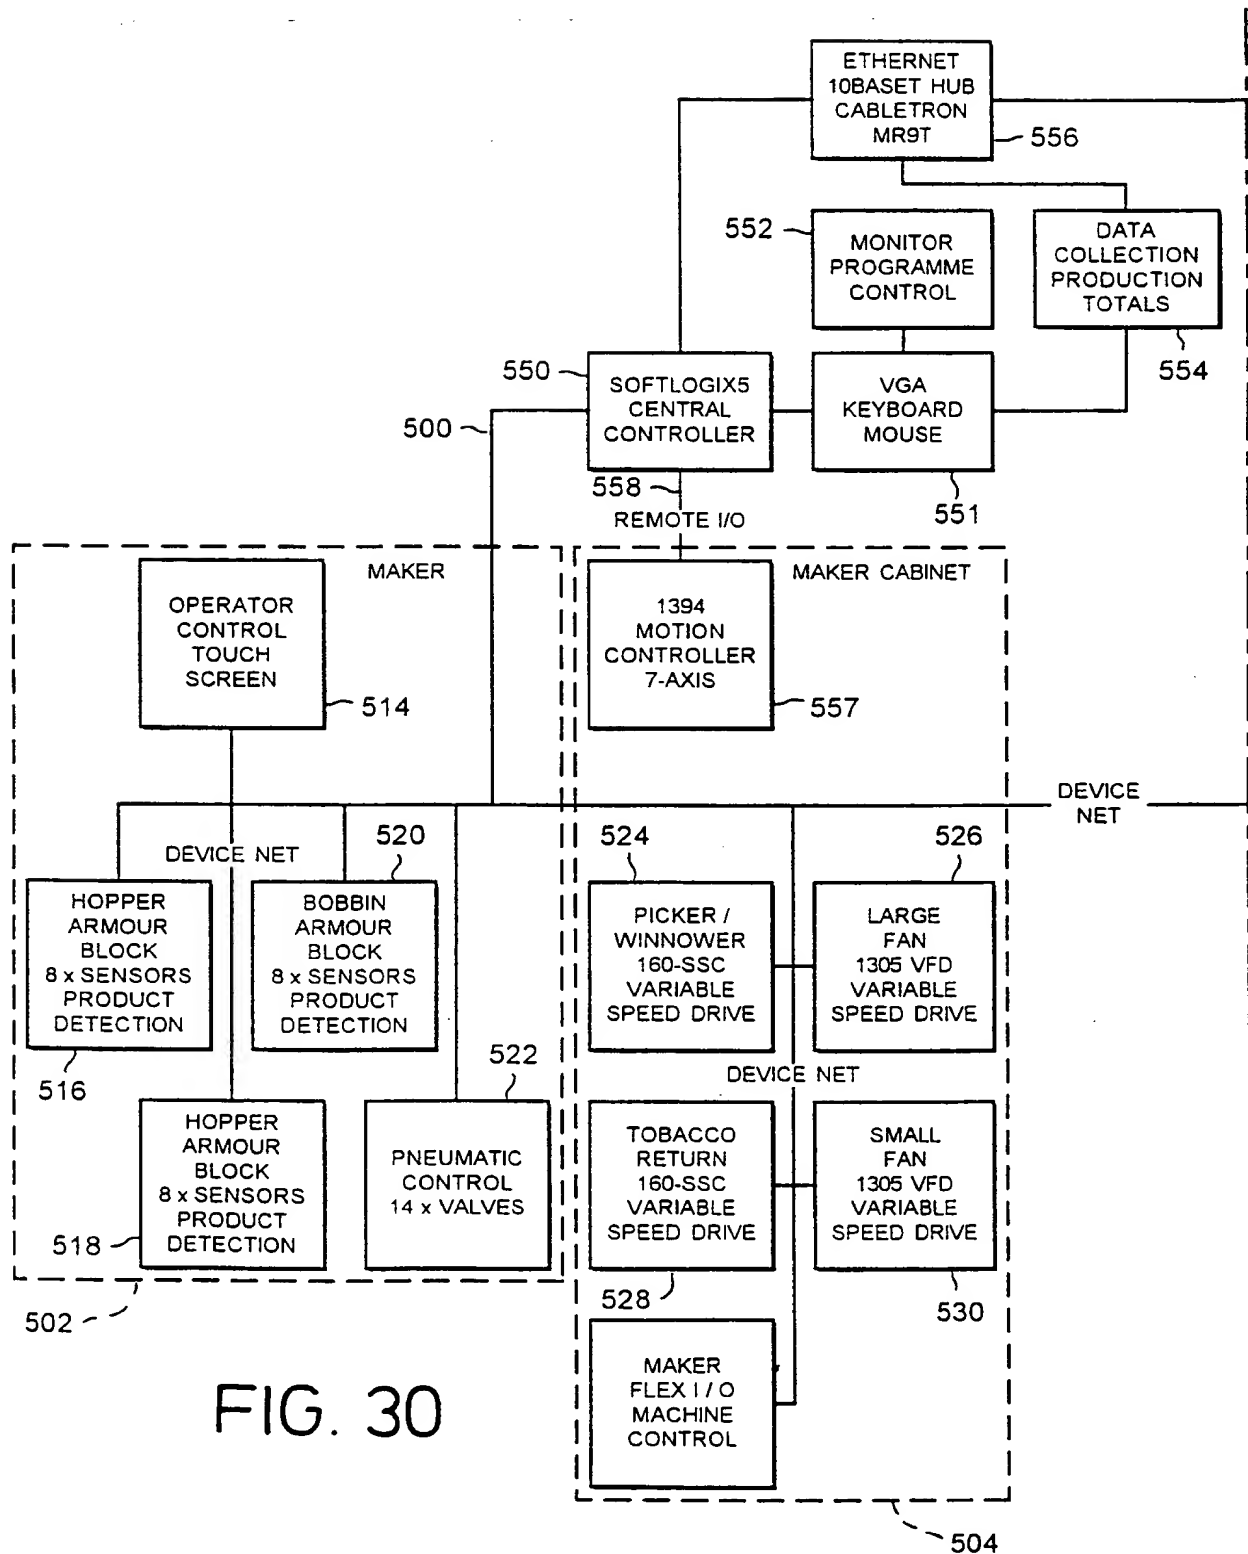 ETHERNET
10BASET HUB
CABLETRON
MR9T
556
552
MONITOR
PROGRAMME
CONTROL
DATA
COLLECTION
PRODUCTION
TOTALS
554
550
SOFTLOGIX5
CENTRAL
CONTROLLER
VGA
KEYBOARD
MOUSE
500
558
551
REMOTE I/O
MAKER
OPERATOR
CONTROL
TOUCH
SCREEN
514
MAKER CABINET
1394
MOTION
CONTROLLER
7-AXIS
557
DEVICE
NET
DEVICE NET
520
HOPPER
ARMOUR
BLOCK
8 x SENSORS
PRODUCT
DETECTION
516
BOBBIN
ARMOUR
BLOCK
8 x SENSORS
PRODUCT
DETECTION
522
HOPPER
ARMOUR
BLOCK
8 x SENSORS
PRODUCT
DETECTION
518
PNEUMATIC
CONTROL
14 x VALVES
502
524
PICKER /
WINNOWER
160-SSC
VARIABLE
SPEED DRIVE
526
LARGE
FAN
1305 VFD
VARIABLE
SPEED DRIVE
DEVICE NET
TOBACCO
RETURN
160-SSC
VARIABLE
SPEED DRIVE
528
SMALL
FAN
1305 VFD
VARIABLE
SPEED DRIVE
530
MAKER
FLEX I / O
MACHINE
CONTROL
504
FIG. 30